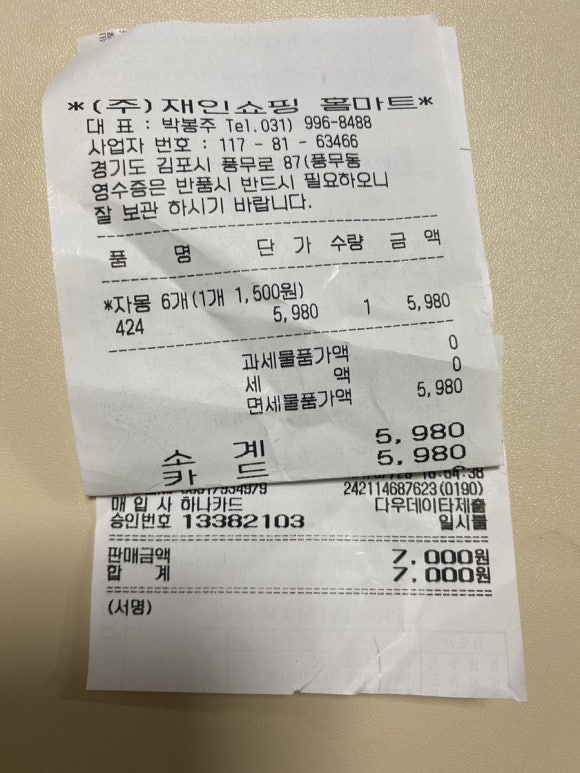 *(주)재인쇼핑 홈마트*
대 표 : 박봉주 Tel.031) 996-8488
사업자 번호 : 117 - 81 - 63466
경기도 김포시 풍무로 87(풍무동
영수증은 반품시 반드시 필요하오니
잘 보관 하시기 바랍니다.
품 명 단 가 수량 금 액
*자몽 6개(1개 1,500원)
424 5,980 1 5,980
과세물품가액 0
세 액 0
면세물품가액 5,980
소 계 5,980
카 드 5,980
242114687623(0190)
매 입 사 하나카드 다우데이타제출
승인번호 13382103 일시불
판매금액 7,000원
합 계 7,000원
(서명)